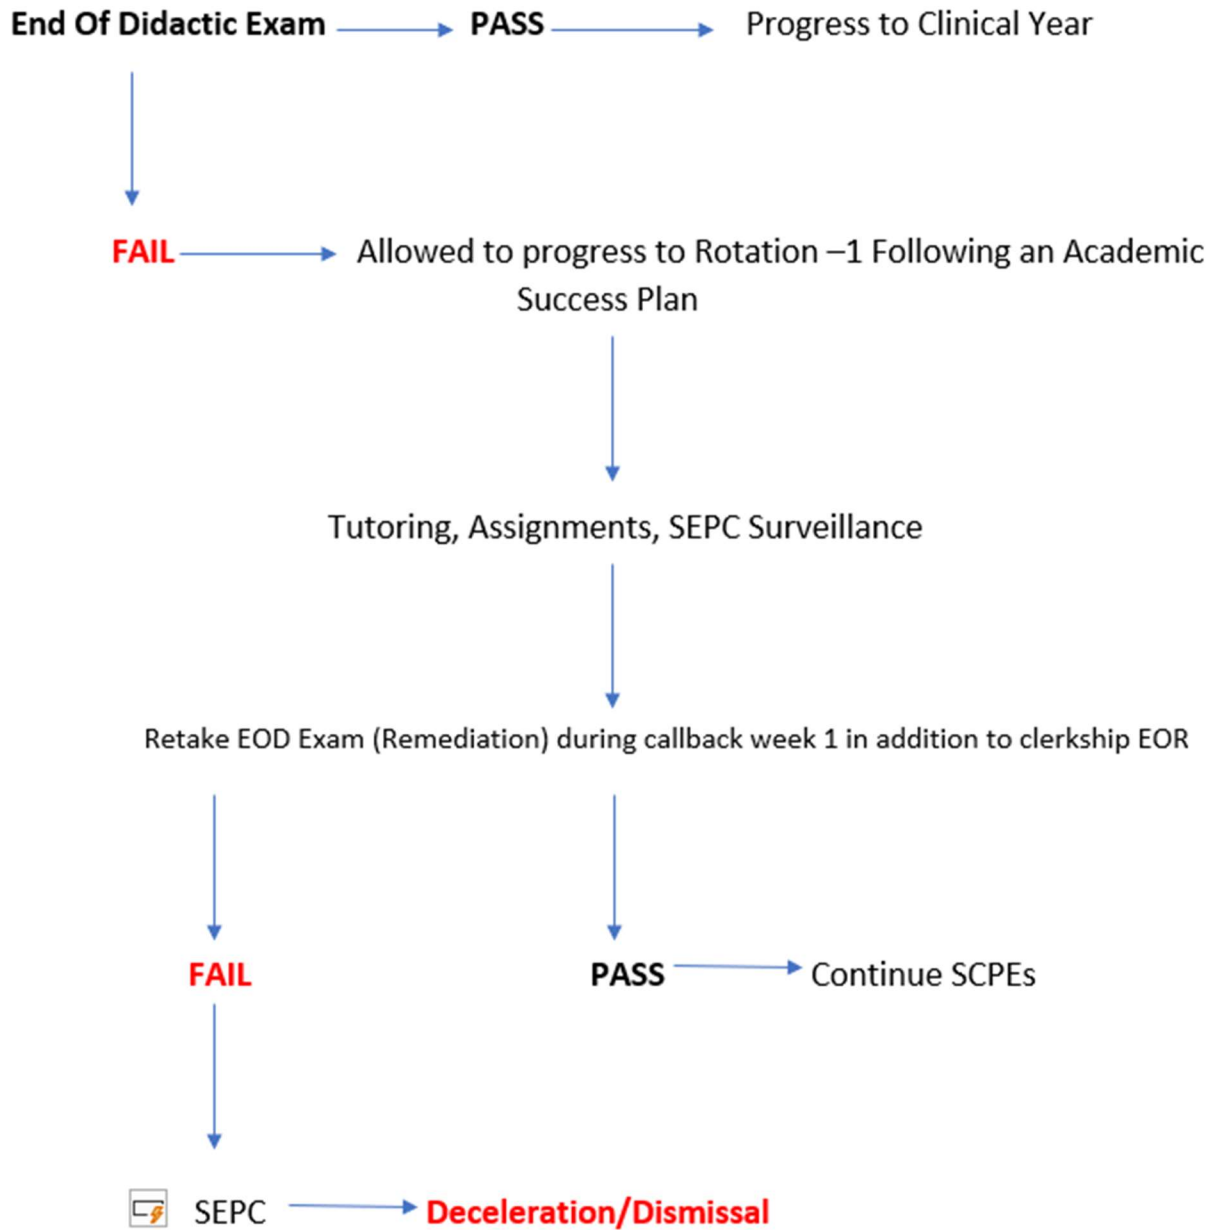 End Of Didactic Exam PASS Progress to Clinical Year
FAIL Allowed to progress to Rotation –1 Following an Academic
Success Plan
Tutoring, Assignments, SEPC Surveillance
Retake EOD Exam (Remediation) during callback week 1 in addition to clerkship EOR
FAIL PASS Continue SCPEs
SEPC Deceleration/Dismissal